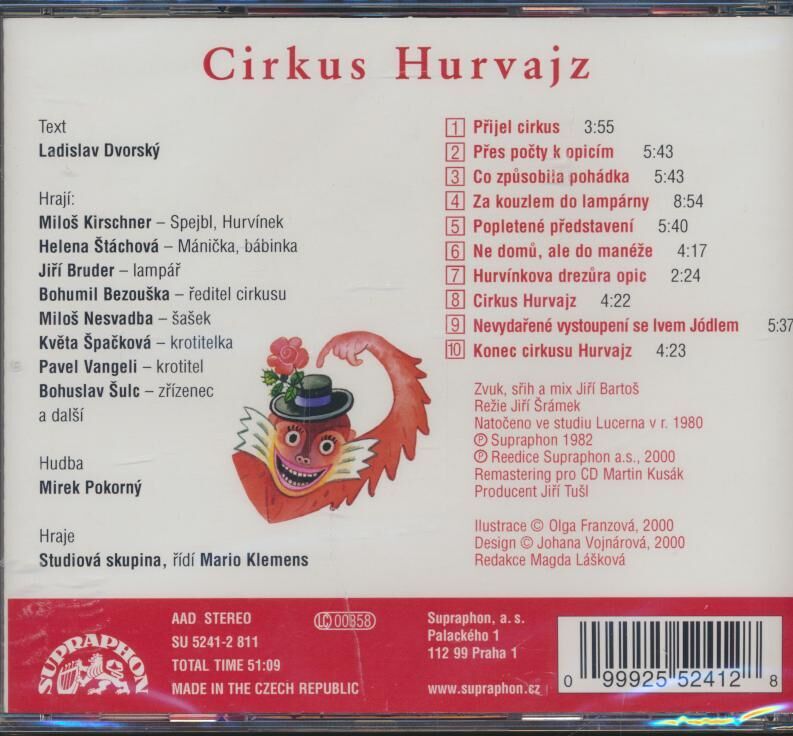 Cirkus Hurvajz
Text
Ladislav Dvorský
Hrají:
Miloš Kirschner – Spejbl, Hurvínek
Helena Štáchová – Mánička, bábinka
Jiří Bruder – lampář
Bohumil Bezouška – ředitel cirkusu
Miloš Nesvadba – šašek
Květa Špačková – krotitelka
Pavel Vangeli – krotitel
Bohuslav Šulc – zřízenec
a další
Hudba
Mirek Pokorný
Hraje
Studiová skupina, řídí Mario Klemens
1 Přijel cirkus 3:55
2 Přes počty k opicím 5:43
3 Co způsobila pohádka 5:43
4 Za kouzlem do lampárny 8:54
5 Popletené představení 5:40
6 Ne domů, ale do manéže 4:17
7 Hurvínkova drezůra opic 2:24
8 Cirkus Hurvajz 4:22
9 Nevydařené vystoupení se Ivem Jódlem 5:37
10 Konec cirkusu Hurvajz 4:23
Zvuk, sřih a mix Jiří Bartoš
Režie Jiří Šrámek
Natočeno ve studiu Lucerna v r. 1980
℗ Supraphon 1982
℗ Reedice Supraphon a.s., 2000
Remastering pro CD Martin Kusák
Producent Jiří Tušl
Ilustrace © Olga Franzová, 2000
Design © Johana Vojnárová, 2000
Redakce Magda Lášková
SUPRAPHON
AAD STEREO
SU 5241-2 811
TOTAL TIME 51:09
MADE IN THE CZECH REPUBLIC
LC 00358
Supraphon, a. s.
Palackého 1
112 99 Praha 1
www.supraphon.cz
0 99925 52412 8